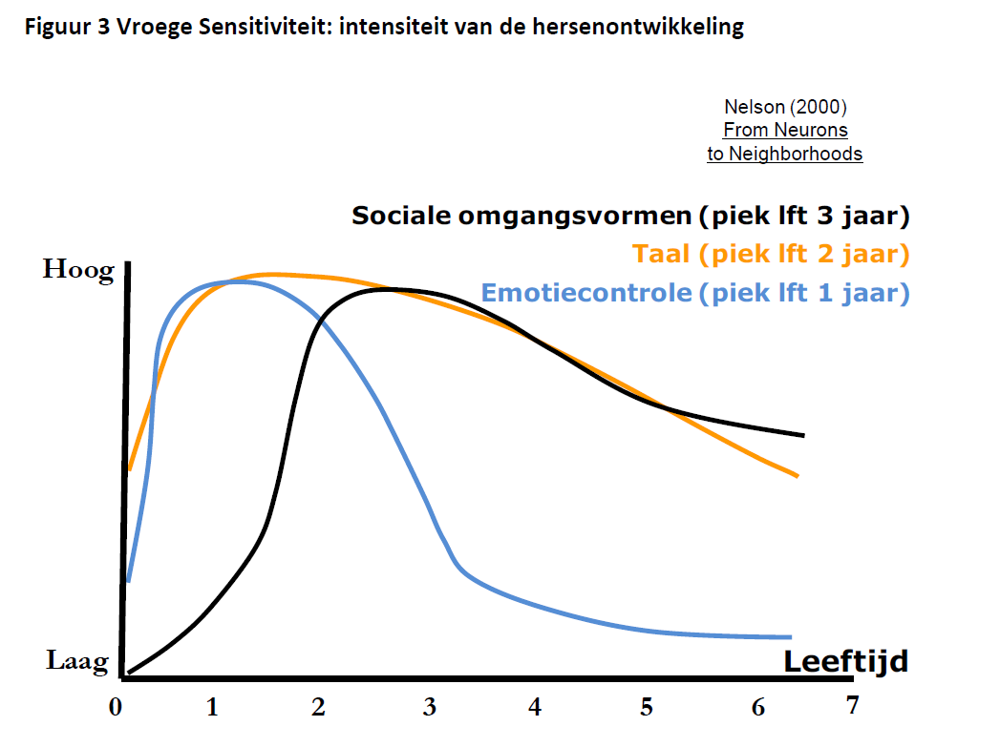 Figuur 3 Vroege Sensitiviteit: intensiteit van de hersenontwikkeling
Nelson (2000)
From Neurons
to Neighborhoods
Sociale omgangsvormen (piek lft 3 jaar)
Taal (piek lft 2 jaar)
Emotiecontrole (piek lft 1 jaar)
Hoog
Laag
Leeftijd
0 1 2 3 4 5 6 7